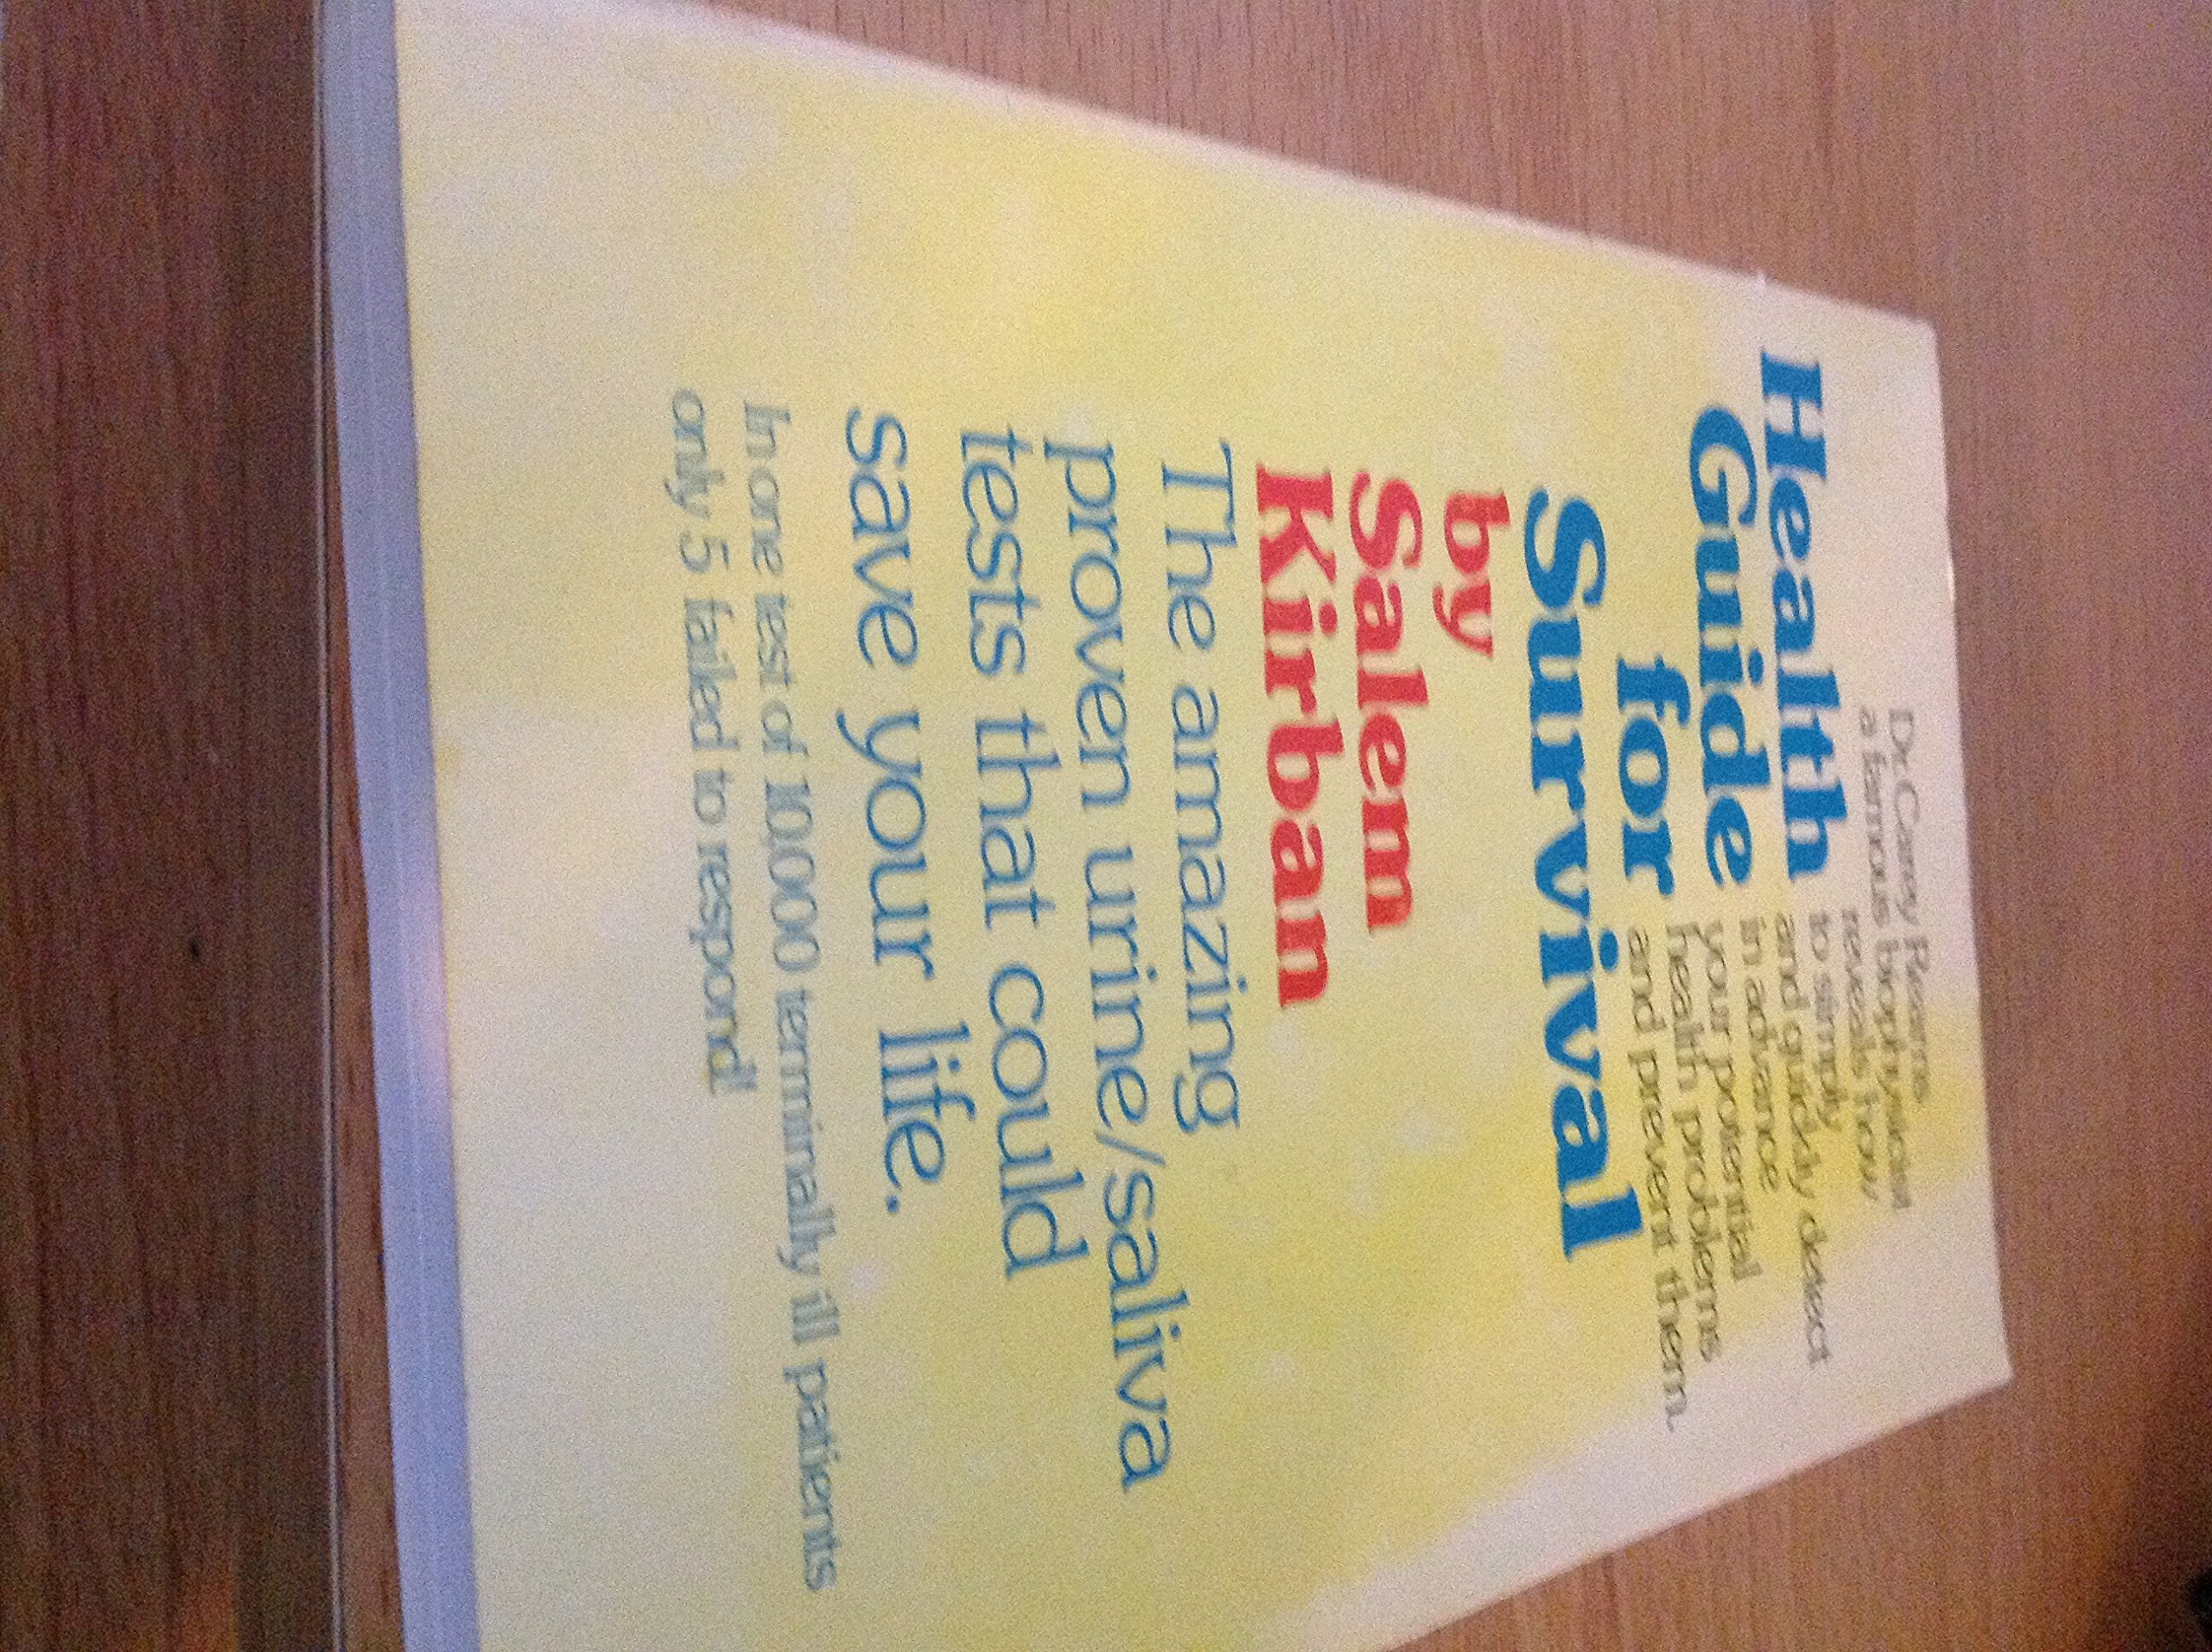 Dr. Carey Reams
a famous biophysicist
reveals how
to simply
and quickly detect
in advance
your potential
health problems
and prevent them.
Health
Guide
for
Survival
by
Salem
Kirban
The amazing
proven urine/saliva
tests that could
save your life.
In one test of 10,000 terminally ill patients
only 5 failed to respond!